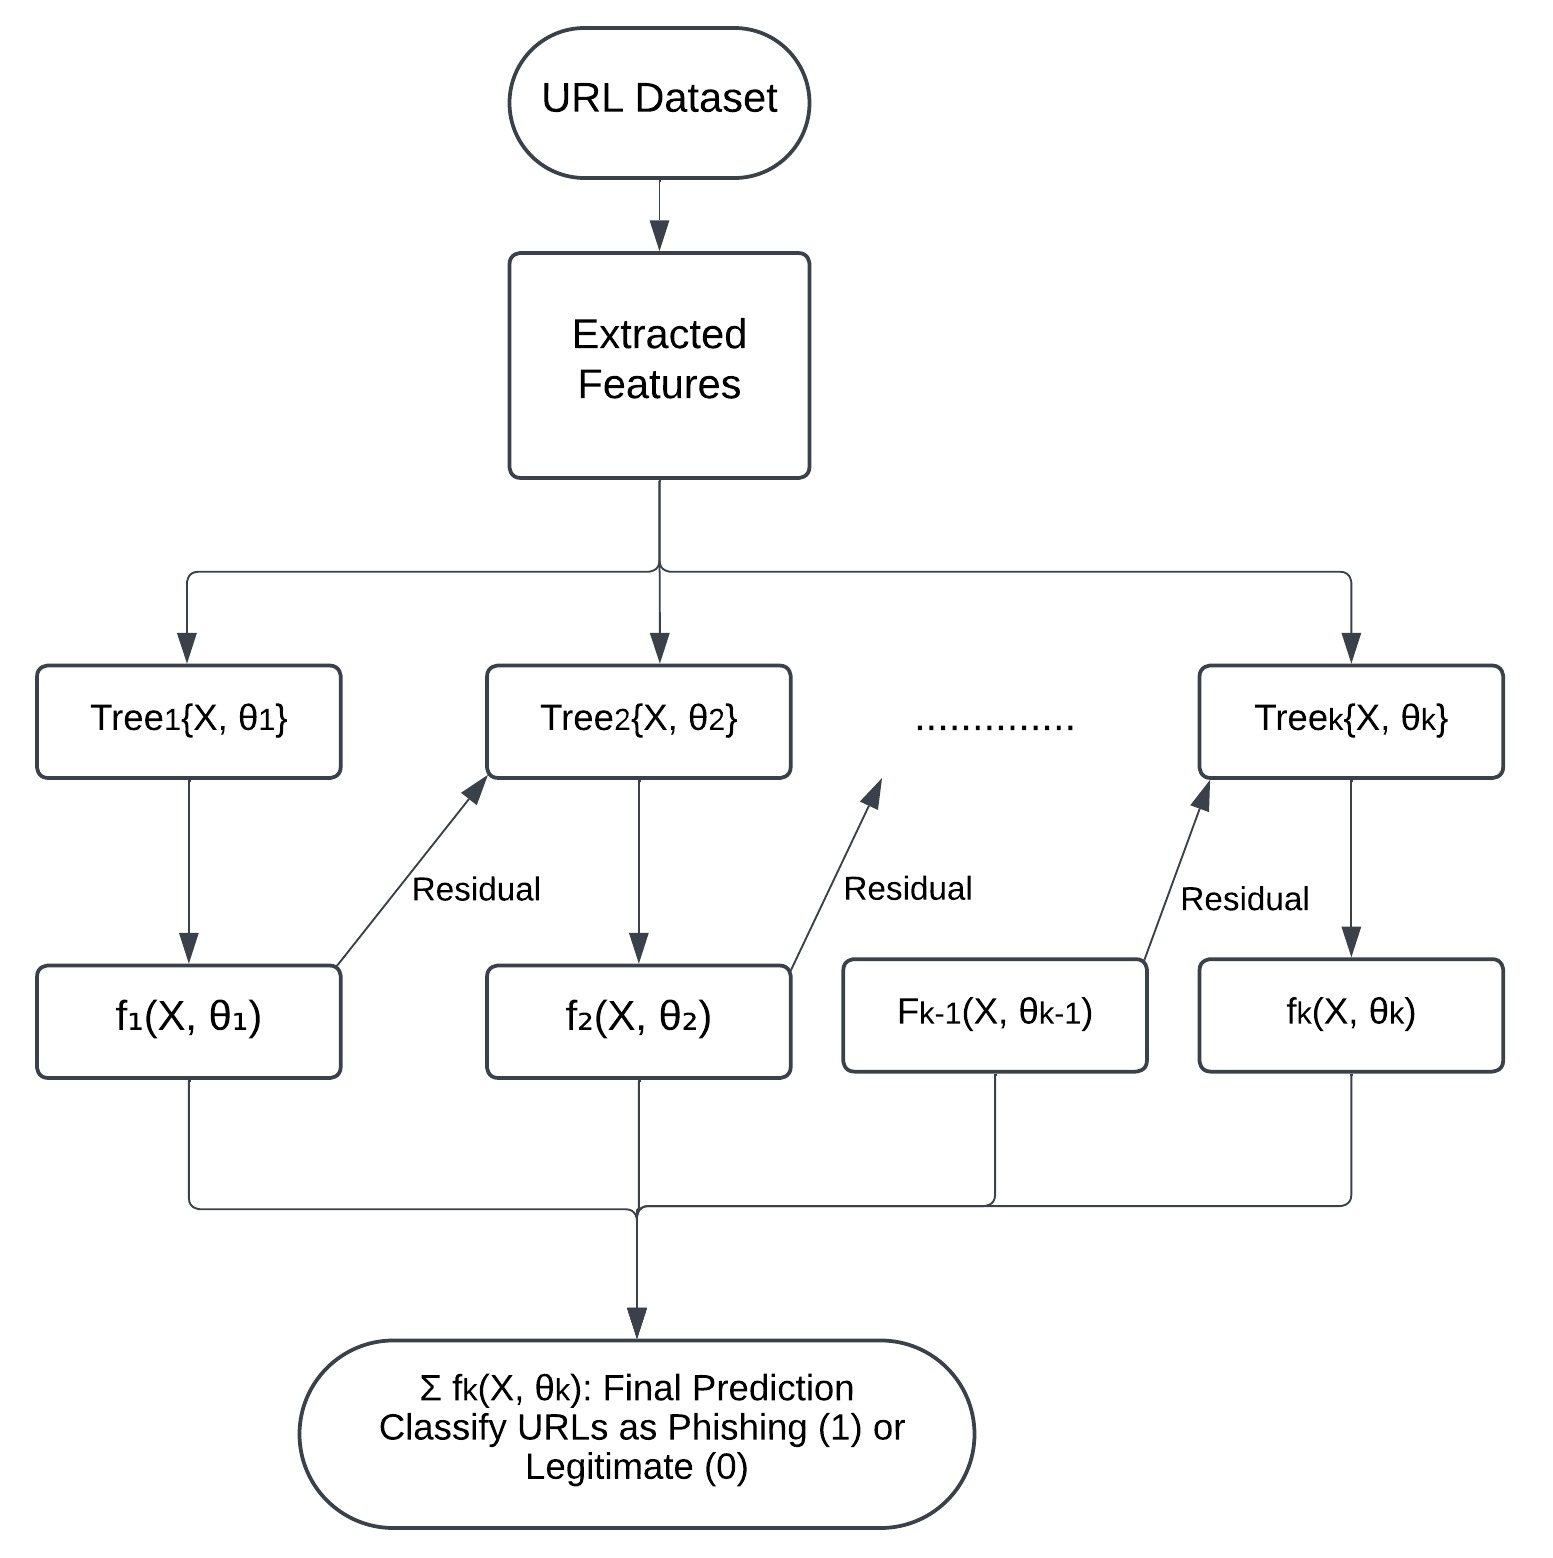 URL Dataset
Extracted
Features
Tree1{X, θ1}
Tree2{X, θ2}
..............
Treek{X, θk}
Residual
Residual
Residual
f₁(X, θ₁)
f₂(X, θ₂)
Fk-1(X, θk-1)
fk(X, θk)
Σ fk(X, θk): Final Prediction
Classify URLs as Phishing (1) or
Legitimate (0)